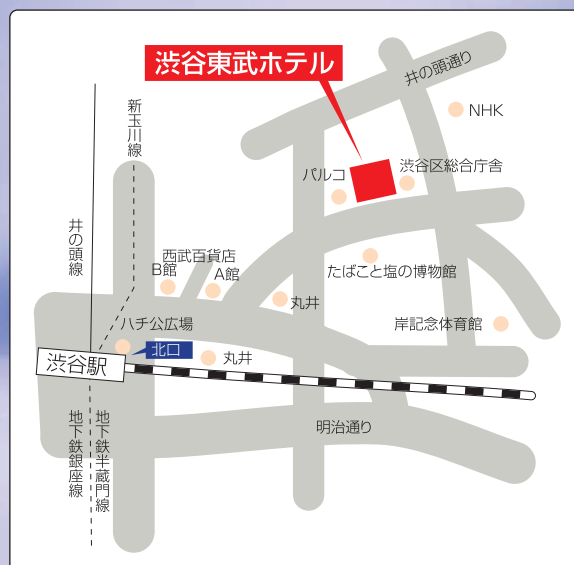 渋谷東武ホテル
井の頭通り
NHK
新玉川線
パルコ
渋谷区総合庁舎
井の頭線
西武百貨店
B館
A館
たばこと塩の博物館
丸井
ハチ公広場
岸記念体育館
北口
丸井
渋谷駅
明治通り
地下鉄銀座線
地下鉄半蔵門線